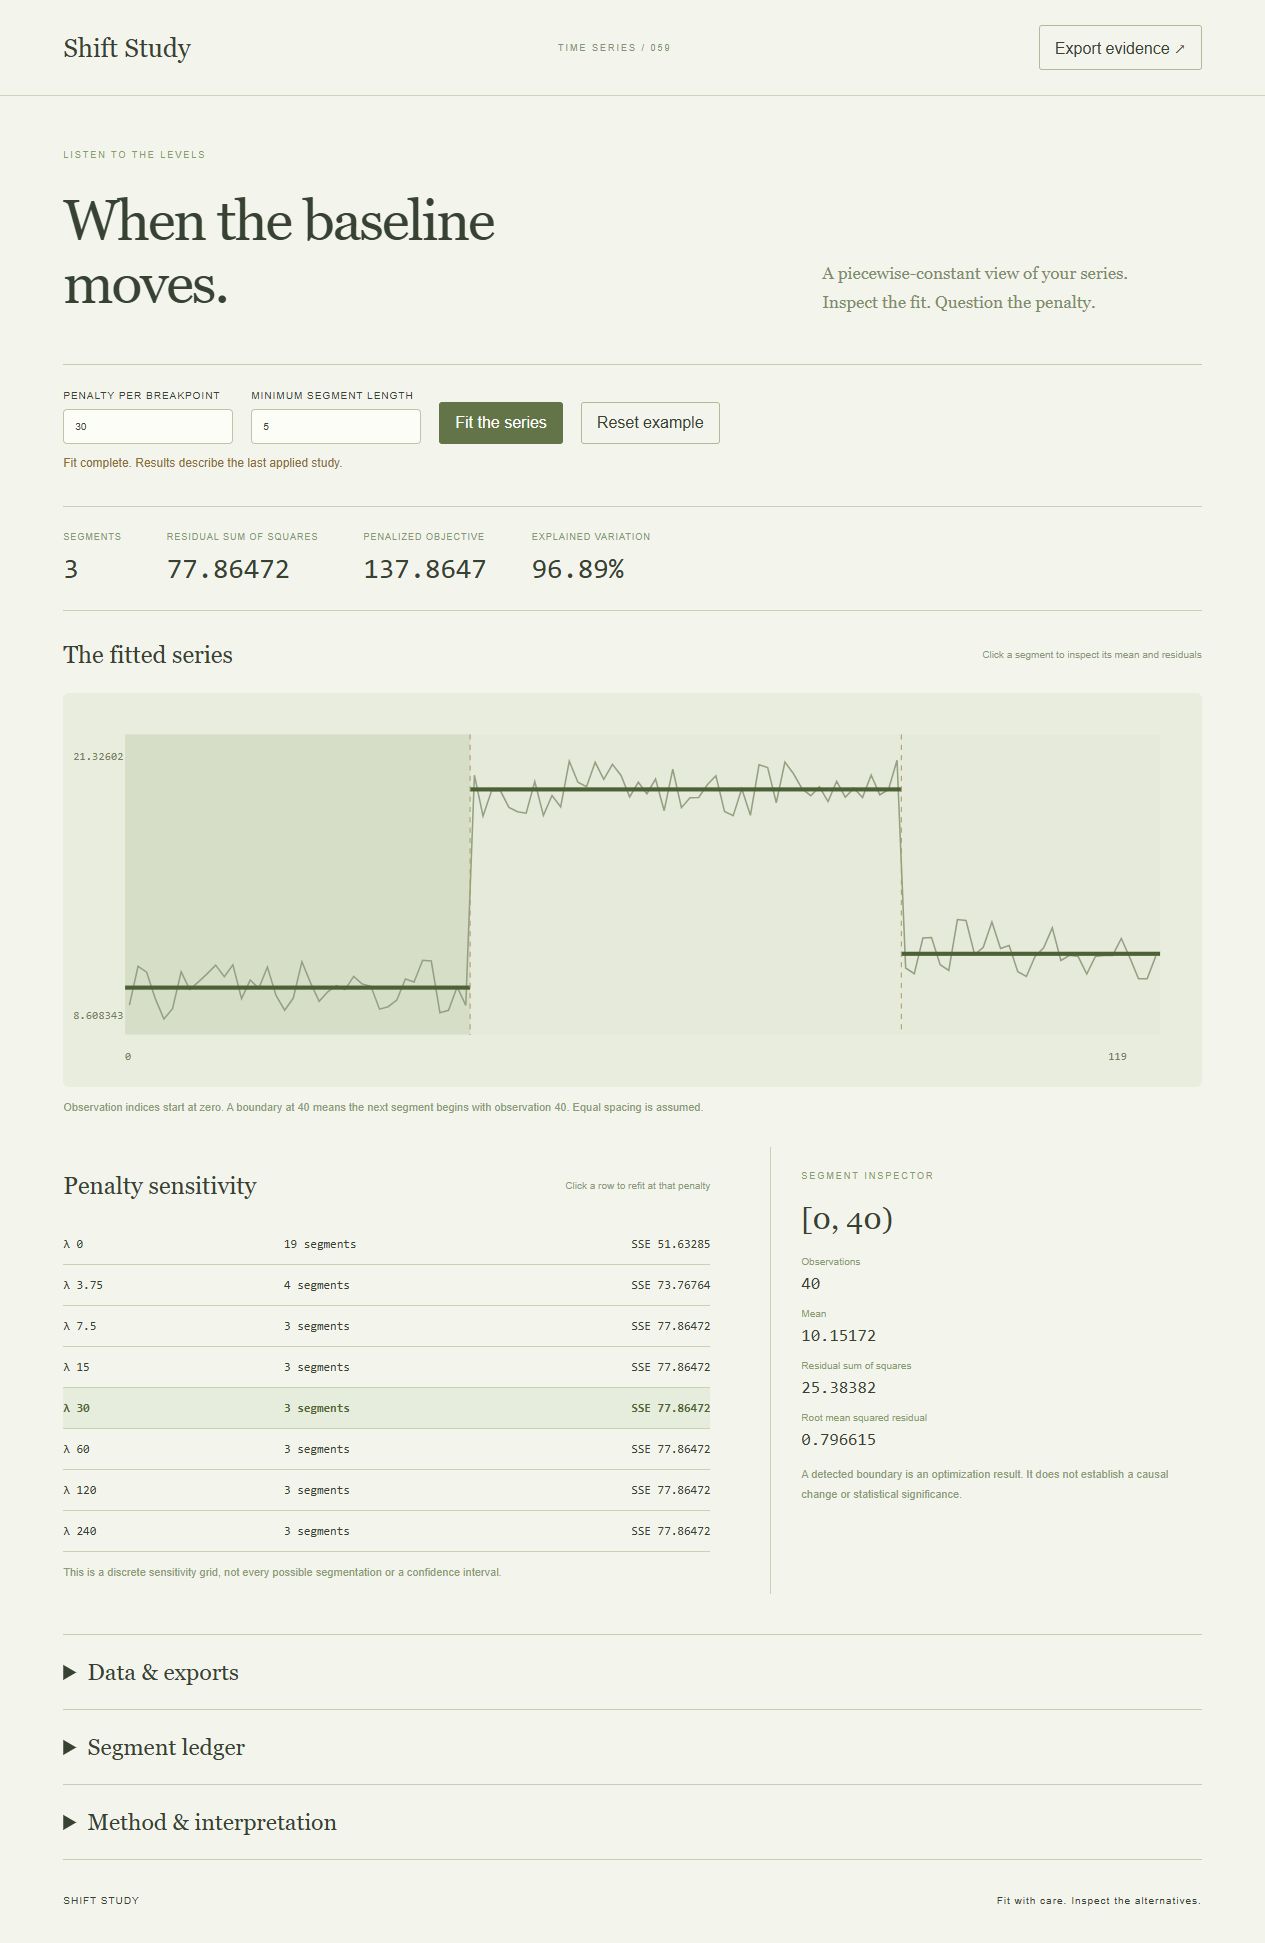 Shift Study
TIME SERIES / 059
Export evidence ↗
LISTEN TO THE LEVELS
When the baseline
moves.
A piecewise-constant view of your series.
Inspect the fit. Question the penalty.
PENALTY PER BREAKPOINT
MINIMUM SEGMENT LENGTH
30
5
Fit the series
Reset example
Fit complete. Results describe the last applied study.
SEGMENTS
RESIDUAL SUM OF SQUARES
PENALIZED OBJECTIVE
EXPLAINED VARIATION
3
77.86472
137.8647
96.89%
The fitted series
Click a segment to inspect its mean and residuals
21.32602
8.608343
0
119
Observation indices start at zero. A boundary at 40 means the next segment begins with observation 40. Equal spacing is assumed.
Penalty sensitivity
Click a row to refit at that penalty
λ 0 19 segments SSE 51.63285
λ 3.75 4 segments SSE 73.76764
λ 7.5 3 segments SSE 77.86472
λ 15 3 segments SSE 77.86472
λ 30 3 segments SSE 77.86472
λ 60 3 segments SSE 77.86472
λ 120 3 segments SSE 77.86472
λ 240 3 segments SSE 77.86472
This is a discrete sensitivity grid, not every possible segmentation or a confidence interval.
SEGMENT INSPECTOR
[0, 40)
Observations
40
Mean
10.15172
Residual sum of squares
25.38382
Root mean squared residual
0.796615
A detected boundary is an optimization result. It does not establish a causal
change or statistical significance.
Data & exports
Segment ledger
Method & interpretation
SHIFT STUDY
Fit with care. Inspect the alternatives.